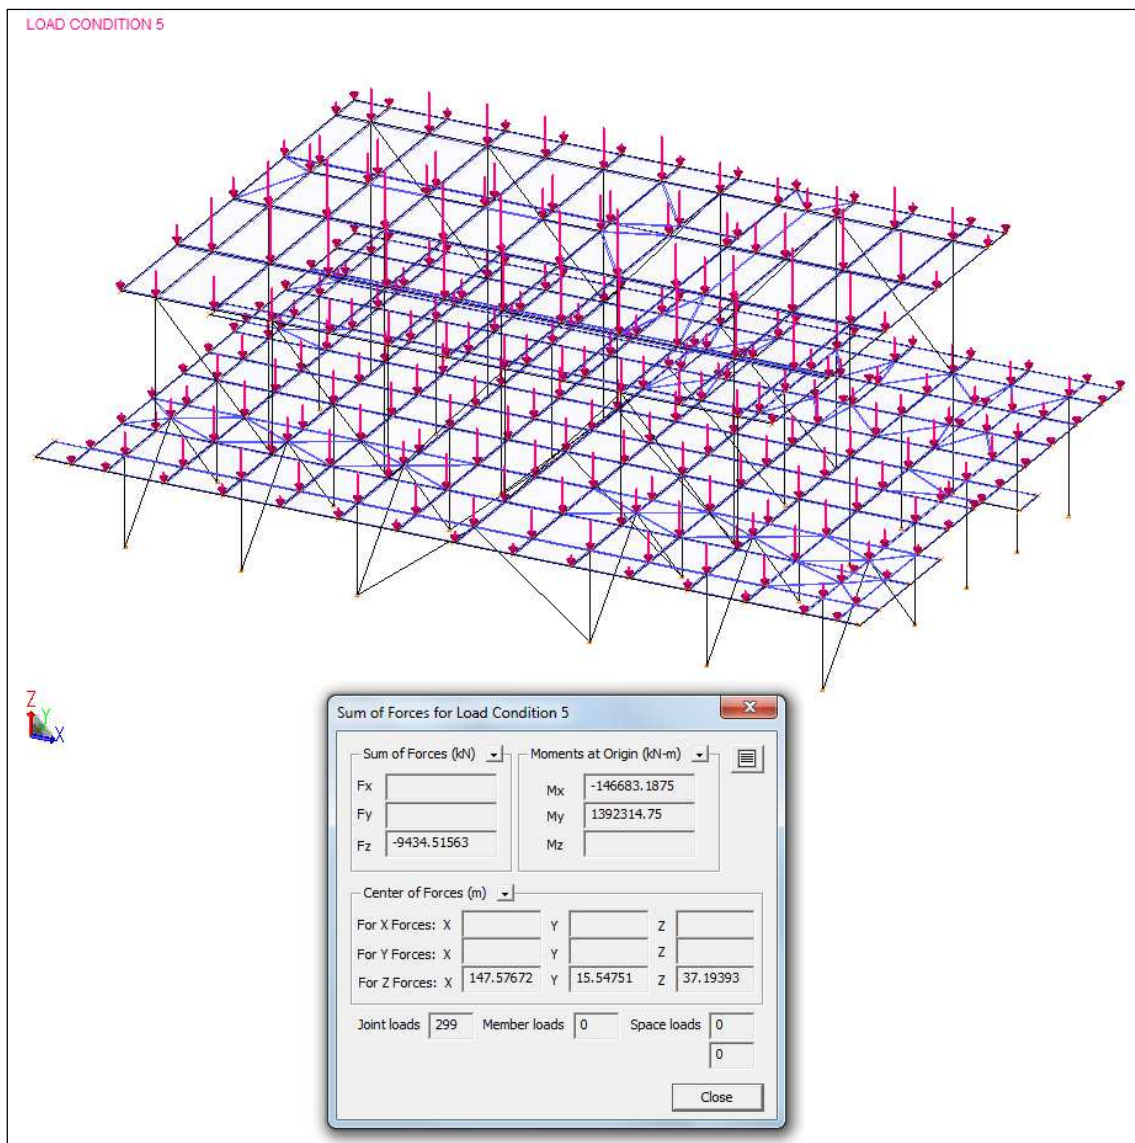 LOAD CONDITION 5
Z
Y
X
Sum of Forces for Load Condition 5
Sum of Forces (kN)
Fx
Fy
Fz -9434.51563
Moments at Origin (kN-m)
Mx -146683.1875
My 1392314.75
Mz
Center of Forces (m)
For X Forces: X Y Z
For Y Forces: X Y Z
For Z Forces: X 147.57672 Y 15.54751 Z 37.19393
Joint loads 299 Member loads 0 Space loads 0
0
Close